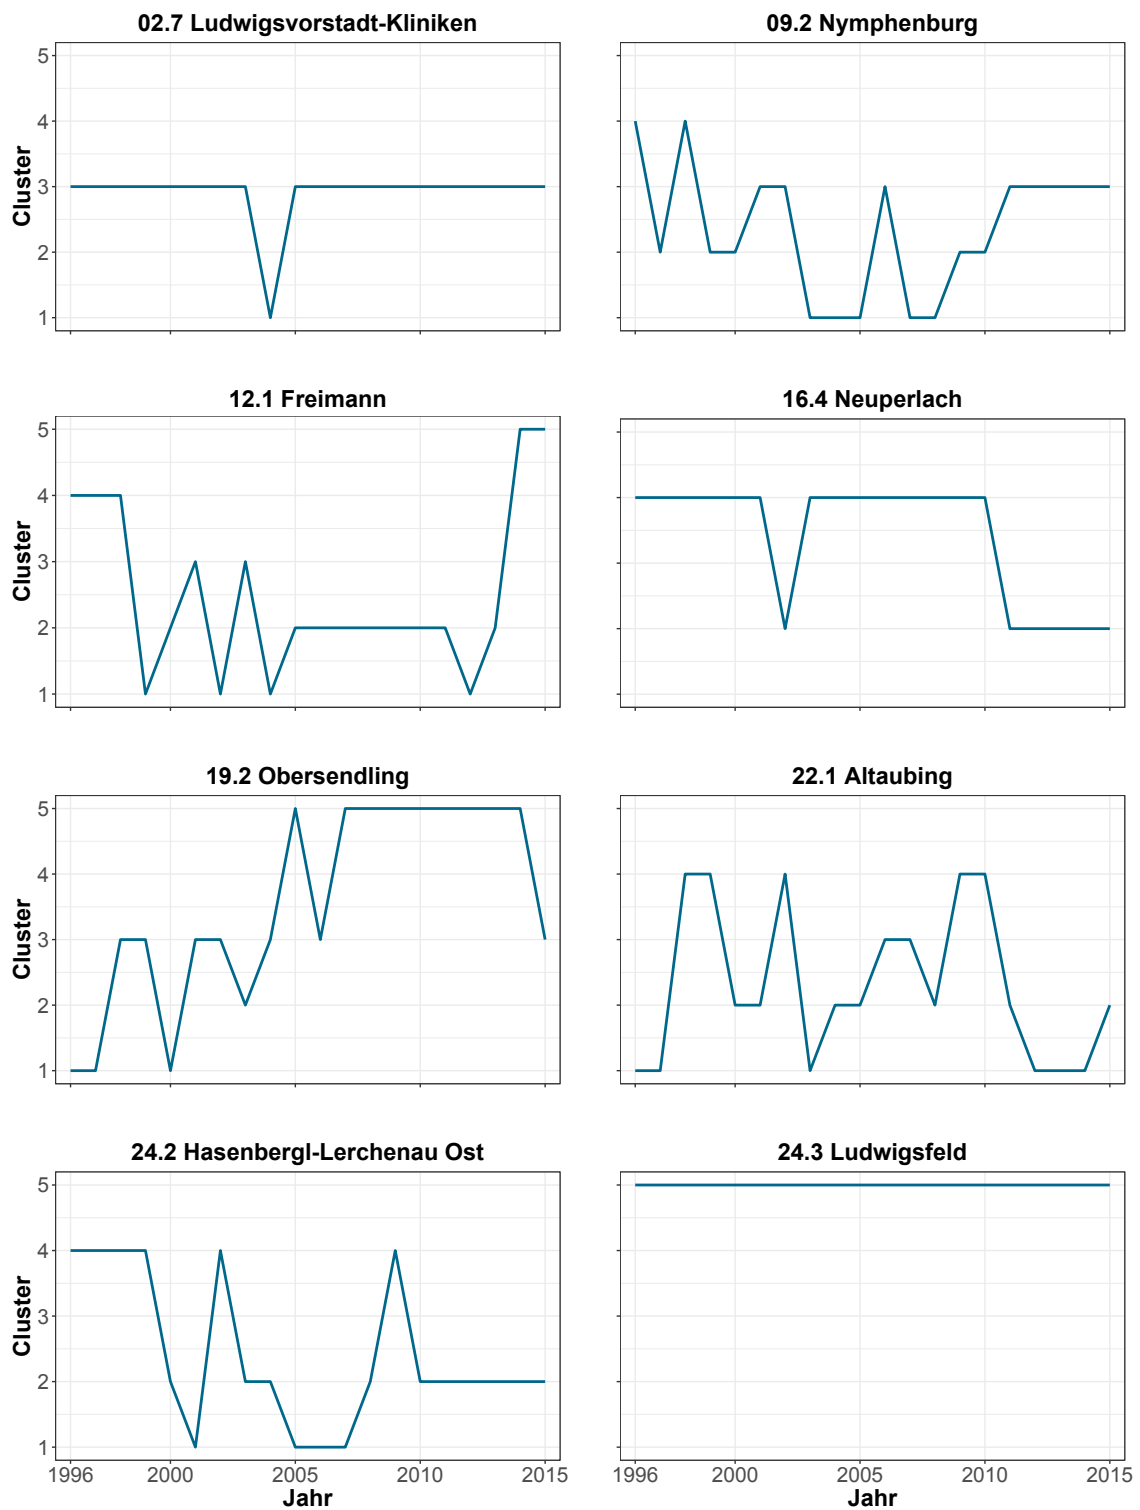 02.7 Ludwigsvorstadt-Kliniken
09.2 Nymphenburg
5
4
3
2
1
Cluster
12.1 Freimann
16.4 Neuperlach
5
4
3
2
1
Cluster
19.2 Obersendling
22.1 Altaubing
5
4
3
2
1
Cluster
24.2 Hasenbergl-Lerchenau Ost
24.3 Ludwigsfeld
5
4
3
2
1
Cluster
1996 2000 2005 2010 2015
Jahr
1996 2000 2005 2010 2015
Jahr